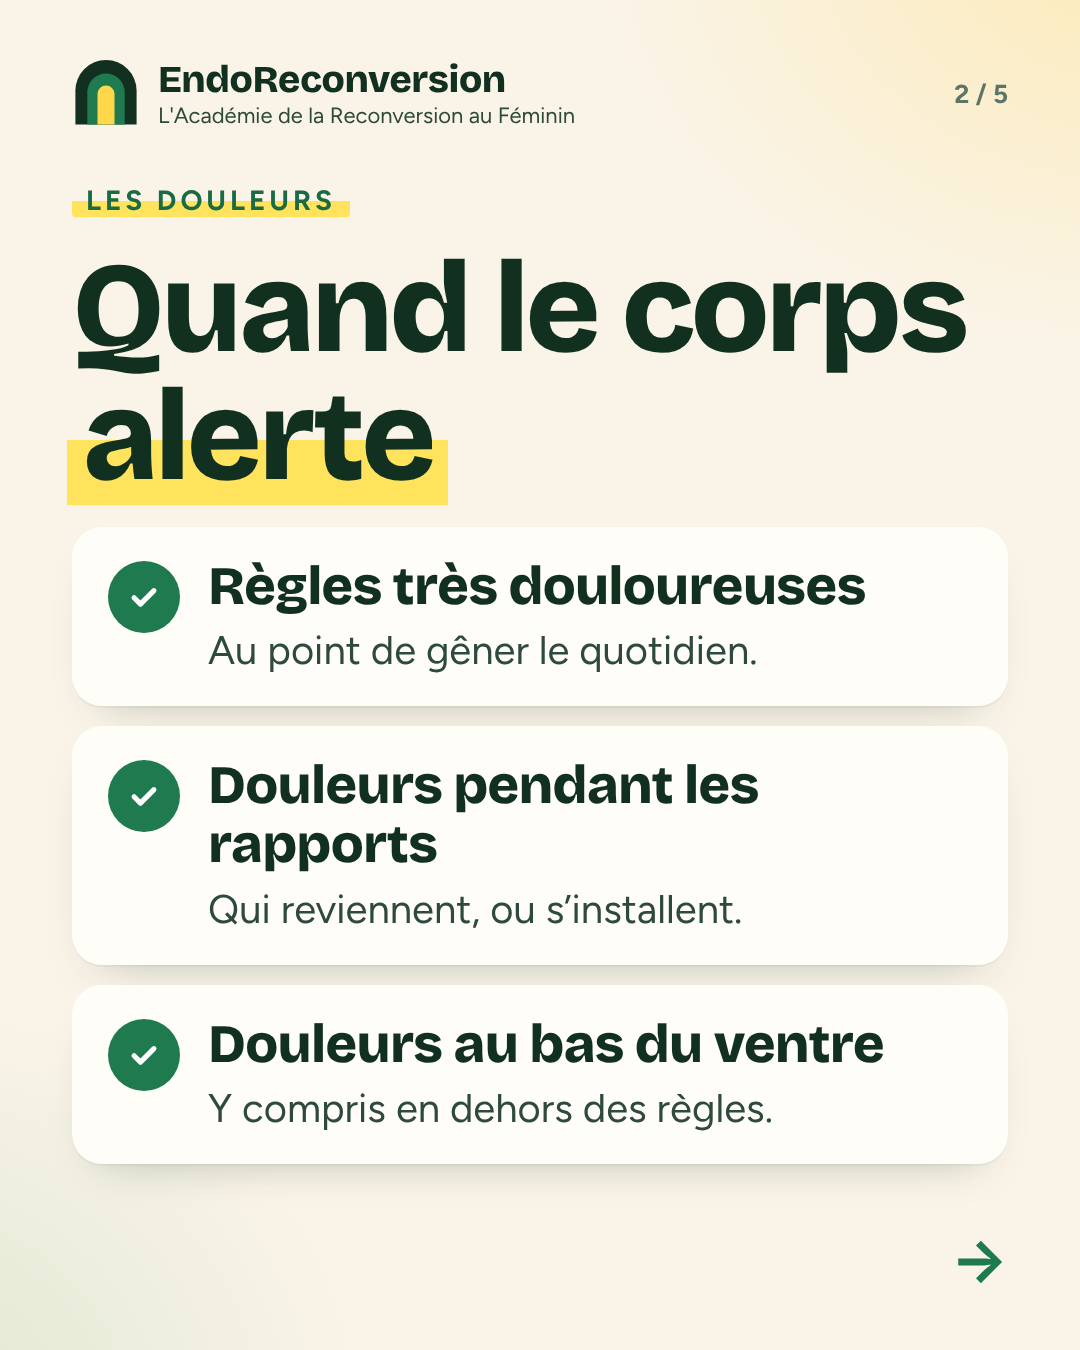 EndoReconversion
L'Académie de la Reconversion au Féminin
2 / 5
LES DOULEURS
Quand le corps
alerte
Règles très douloureuses
Au point de gêner le quotidien.
Douleurs pendant les
rapports
Qui reviennent, ou s’installent.
Douleurs au bas du ventre
Y compris en dehors des règles.